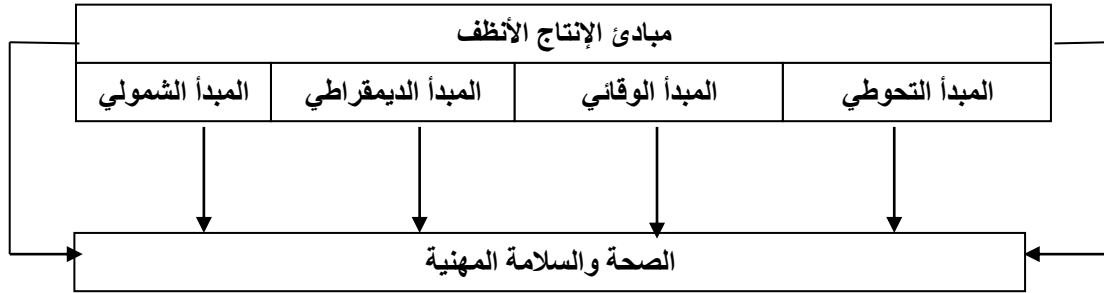 مبادئ الإنتاج الأنظف
المبدأ التحوطي المبدأ الوقائي المبدأ الديمقراطي المبدأ الشمولي
الصحة والسلامة المهنية